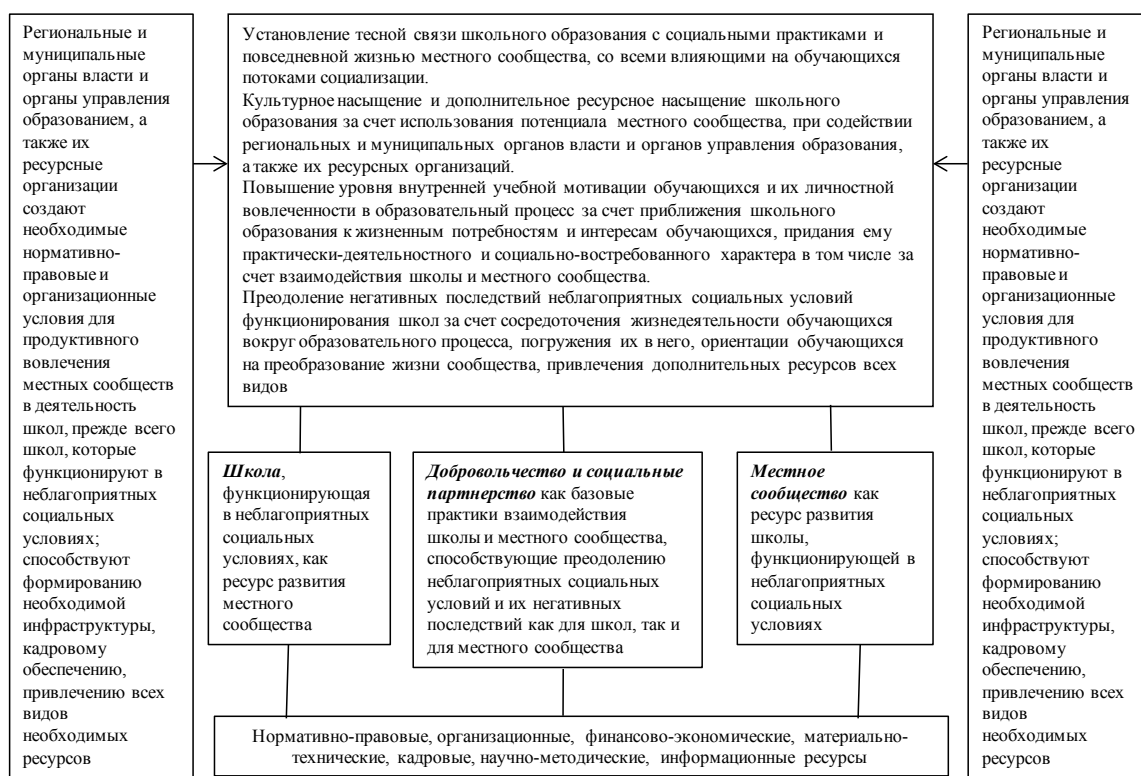 Региональные и
муниципальные
органы власти и
органы управления
образованием, а
также их
ресурсные
организации
создают
необходимые
нормативно-
правовые и
организационные
условия для
продуктивного
вовлечения
местных сообществ
в деятельность
школ, прежде всего
школ, которые
функционируют в
неблагоприятных
социальных
условиях;
способствуют
формированию
необходимой
инфраструктуры,
кадровому
обеспечению,
привлечению всех
видов
необходимых
ресурсов
Установление тесной связи школьного образования с социальными практиками и
повседневной жизнью местного сообщества, со всеми влияющими на обучающихся
потоками социализации.
Культурное насыщение и дополнительное ресурсное насыщение школьного
образования за счет использования потенциала местного сообщества, при содействии
региональных и муниципальных органов власти и органов управления образования,
а также их ресурсных организаций.
Повышение уровня внутренней учебной мотивации обучающихся и их личностной
вовлеченности в образовательный процесс за счет приближения школьного
образования к жизненным потребностям и интересам обучающихся, придания ему
практически-деятельностного и социально-востребованного характера в том числе за
счет взаимодействия школы и местного сообщества.
Преодоление негативных последствий неблагоприятных социальных условий
функционирования школ за счет сосредоточения жизнедеятельности обучающихся
вокруг образовательного процесса, погружения их в него, ориентации обучающихся
на преобразование жизни сообщества, привлечения дополнительных ресурсов всех
видов
Школа,
функционирующая
в неблагоприятных
социальных
условиях, как
ресурс развития
местного
сообщества
Добровольчество и социальные
партнерство как базовые
практики взаимодействия
школы и местного сообщества,
способствующие преодолению
неблагоприятных социальных
условий и их негативных
последствий как для школ, так и
для местного сообщества
Местное
сообщество как
ресурс развития
школы,
функционирующей в
неблагоприятных
социальных
условиях
Нормативно-правовые, организационные, финансово-экономические, материально-
технические, кадровые, научно-методические, информационные ресурсы
Региональные и
муниципальные
органы власти и
органы управления
образованием, а
также их
ресурсные
организации
создают
необходимые
нормативно-
правовые и
организационные
условия для
продуктивного
вовлечения
местных сообществ
в деятельность
школ, прежде всего
школ, которые
функционируют в
неблагоприятных
социальных
условиях;
способствуют
формированию
необходимой
инфраструктуры,
кадровому
обеспечению,
привлечению всех
видов
необходимых
ресурсов